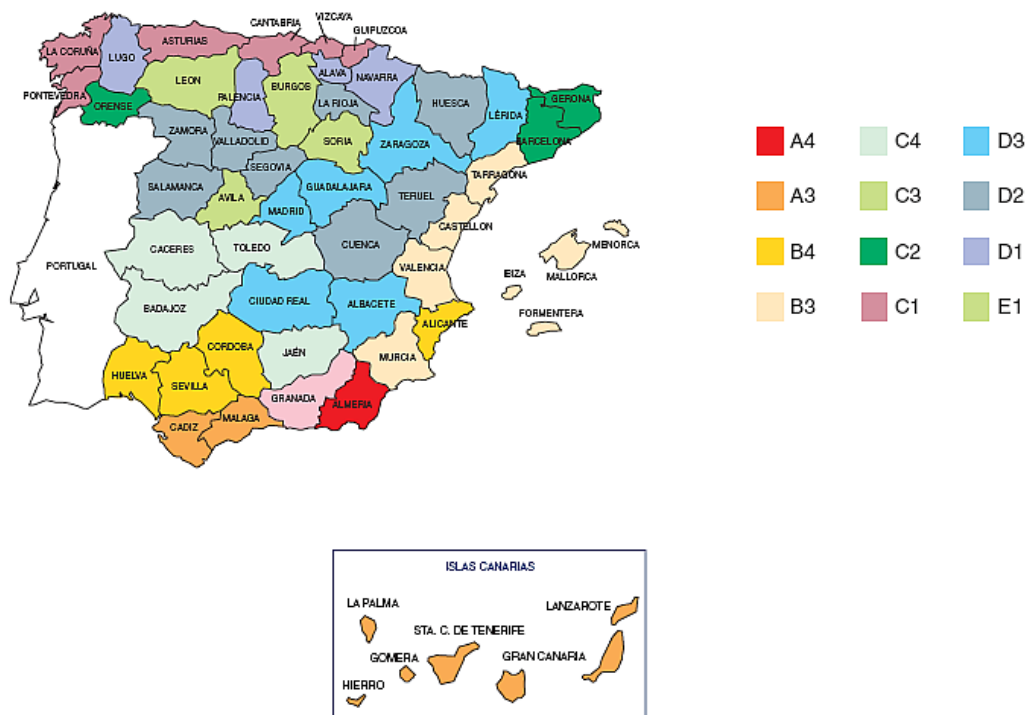 CANTABRIA
VIZCAYA
GUIPUZCOA
LA CORUÑA
LUGO
ASTURIAS
ALAVA
NAVARRA
PONTEVEDRA
ORENSE
LEON
PALENCIA
BURGOS
LA RIOJA
HUESCA
LÉRIDA
GERONA
BARCELONA
ZAMORA
VALLADOLID
SORIA
ZARAGOZA
SEGOVIA
TARRAGONA
SALAMANCA
AVILA
MADRID
GUADALAJARA
TERUEL
CASTELLON
PORTUGAL
CACERES
TOLEDO
CUENCA
VALENCIA
MENORCA
MALLORCA
IBIZA
FORMENTERA
BADAJOZ
CIUDAD REAL
ALBACETE
ALICANTE
CORDOBA
JAÉN
MURCIA
HUELVA
SEVILLA
GRANADA
ALMERIA
CADIZ
MALAGA
A4
C4
D3
A3
C3
D2
B4
C2
D1
B3
C1
E1
ISLAS CANARIAS
LA PALMA
LANZAROTE
STA. C. DE TENERIFE
GOMERA
GRAN CANARIA
HIERRO